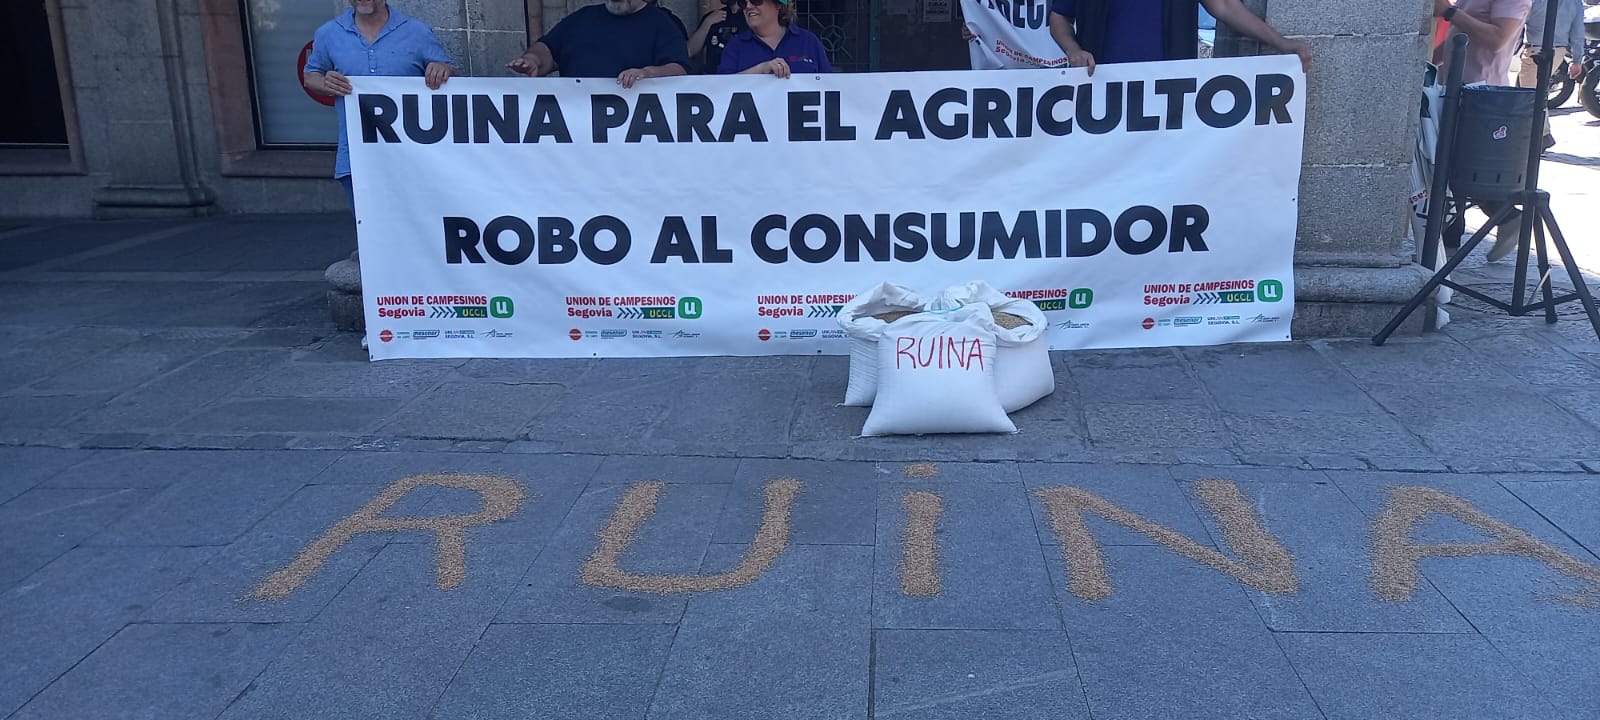 RUINA PARA EL AGRICULTOR
ROBO AL CONSUMIDOR
UNION DE CAMPESINOS
Segovia UCCL
UNION DE CAMPESINOS
Segovia UCCL
UNION DE CAMPESINOS
Segovia
CAMPESINOS
UCCL
UNION DE CAMPESINOS
Segovia UCCL
UNION DE CAMPESINOS
Segovia
RUINA
RUiNA